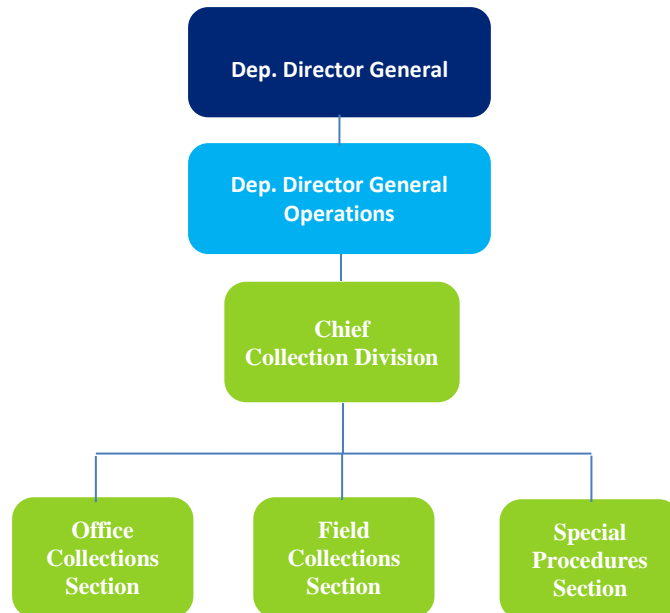 Dep. Director General
Dep. Director General
Operations
Chief
Collection Division
Office
Collections
Section
Field
Collections
Section
Special
Procedures
Section